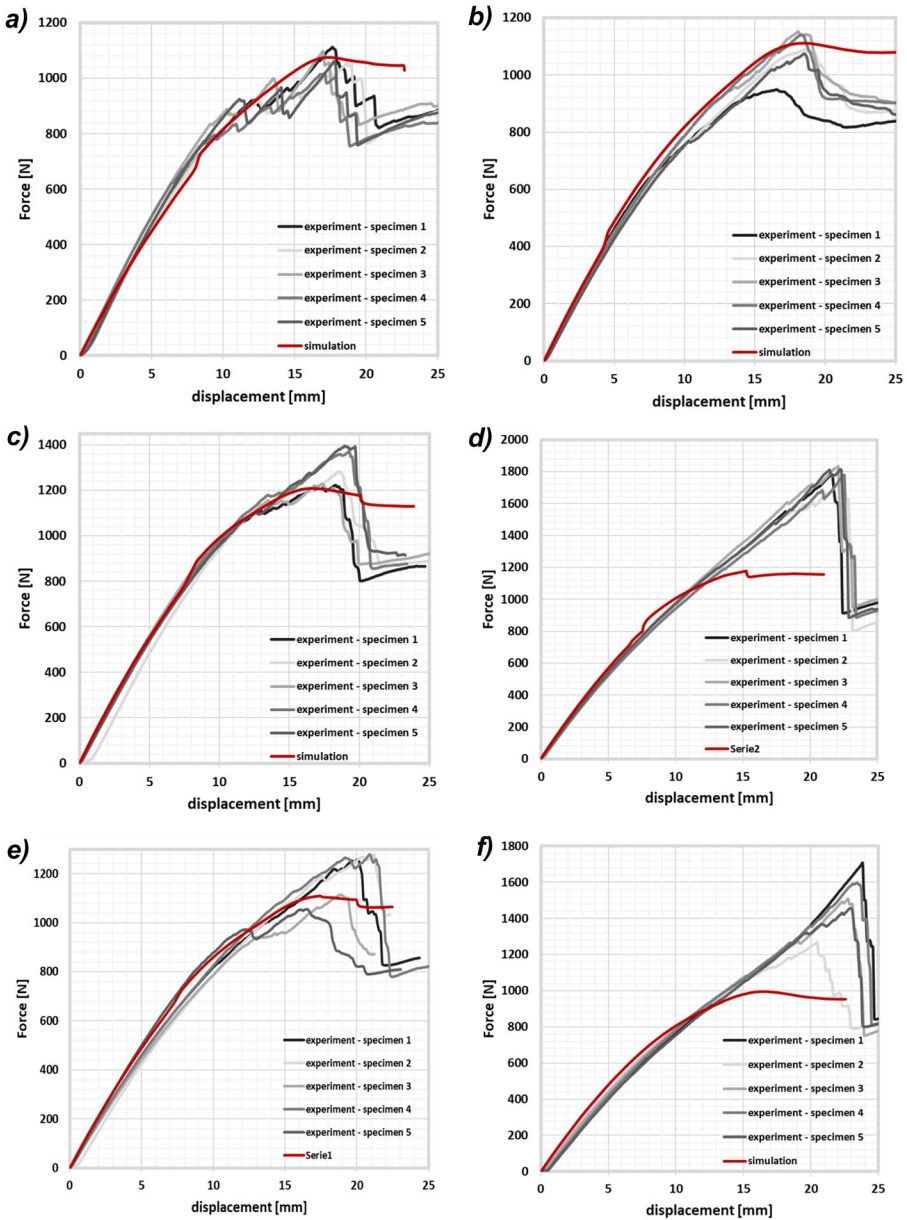 a)
1200
1000
800
600
400
200
0
Force [N]
experiment - specimen 1
experiment - specimen 2
experiment - specimen 3
experiment - specimen 4
experiment - specimen 5
simulation
0 5 10 15 20 25
displacement [mm]
b)
1200
1000
800
600
400
200
0
Force [N]
experiment - specimen 1
experiment - specimen 2
experiment - specimen 3
experiment - specimen 4
experiment - specimen 5
simulation
0 5 10 15 20 25
displacement [mm]
c)
1400
1200
1000
800
600
400
200
0
Force [N]
experiment - specimen 1
experiment - specimen 2
experiment - specimen 3
experiment - specimen 4
experiment - specimen 5
simulation
0 5 10 15 20 25
displacement [mm]
d)
2000
1800
1600
1400
1200
1000
800
600
400
200
0
Force [N]
experiment - specimen 1
experiment - specimen 2
experiment - specimen 3
experiment - specimen 4
experiment - specimen 5
Serie2
0 5 10 15 20 25
displacement [mm]
e)
1200
1000
800
600
400
200
0
Force [N]
experiment - specimen 1
experiment - specimen 2
experiment - specimen 3
experiment - specimen 4
experiment - specimen 5
Serie1
0 5 10 15 20 25
displacement [mm]
f)
1800
1600
1400
1200
1000
800
600
400
200
0
Force [N]
experiment - specimen 1
experiment - specimen 2
experiment - specimen 3
experiment - specimen 4
experiment - specimen 5
simulation
0 5 10 15 20 25
displacement [mm]